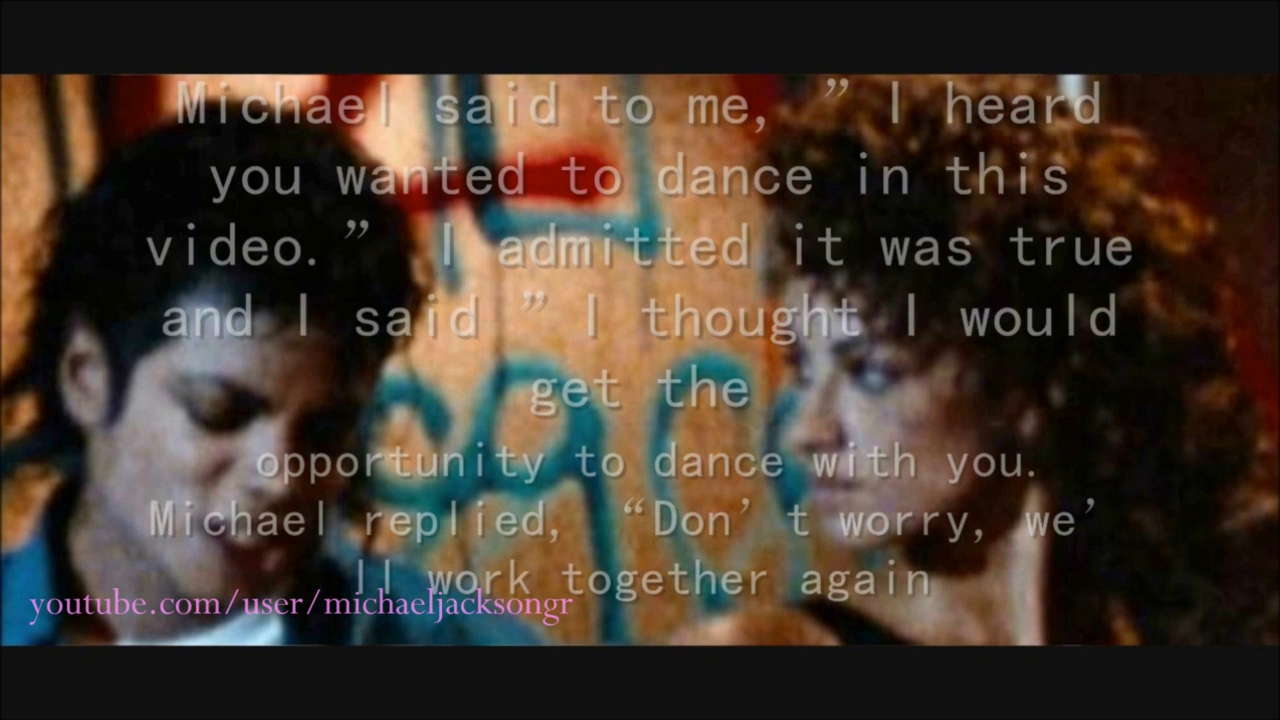 Michael said to me, ” I heard
you wanted to dance in this
video.” I admitted it was true
and I said ” I thought I would
get the
opportunity to dance with you.
Michael replied, “Don’t worry, we’
ll work together again
youtube.com/user/michaeljacksongr